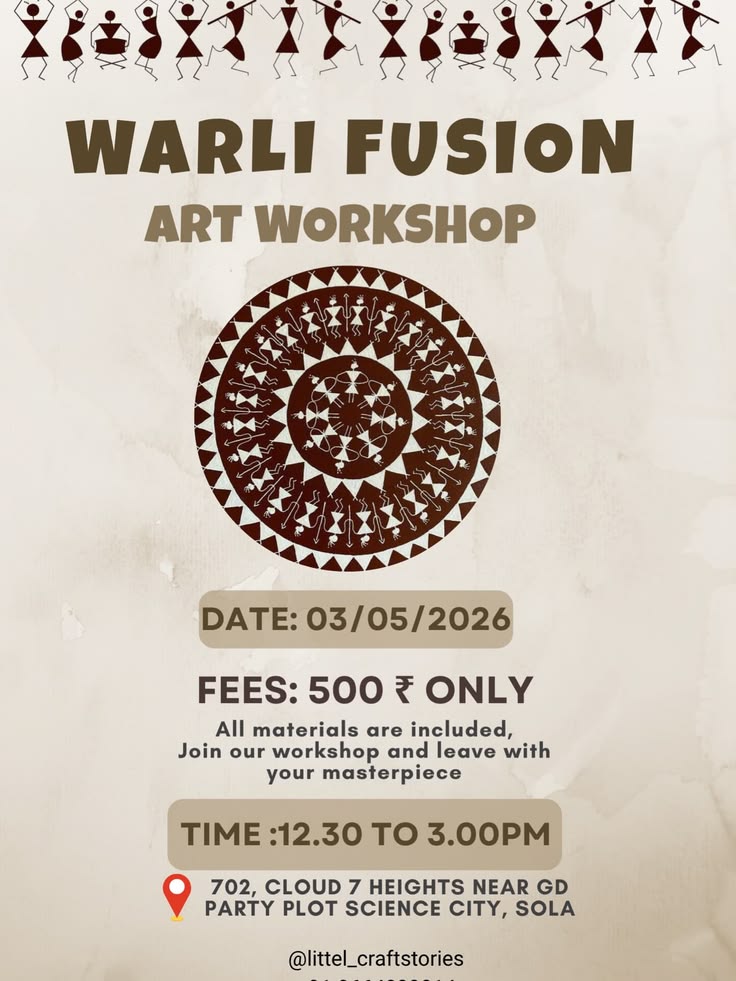 WARLI FUSION
ART WORKSHOP
DATE: 03/05/2026
FEES: 500 ₹ ONLY
All materials are included,
Join our workshop and leave with
your masterpiece
TIME :12.30 TO 3.00PM
702, CLOUD 7 HEIGHTS NEAR GD
PARTY PLOT SCIENCE CITY, SOLA
@littel_craftstories